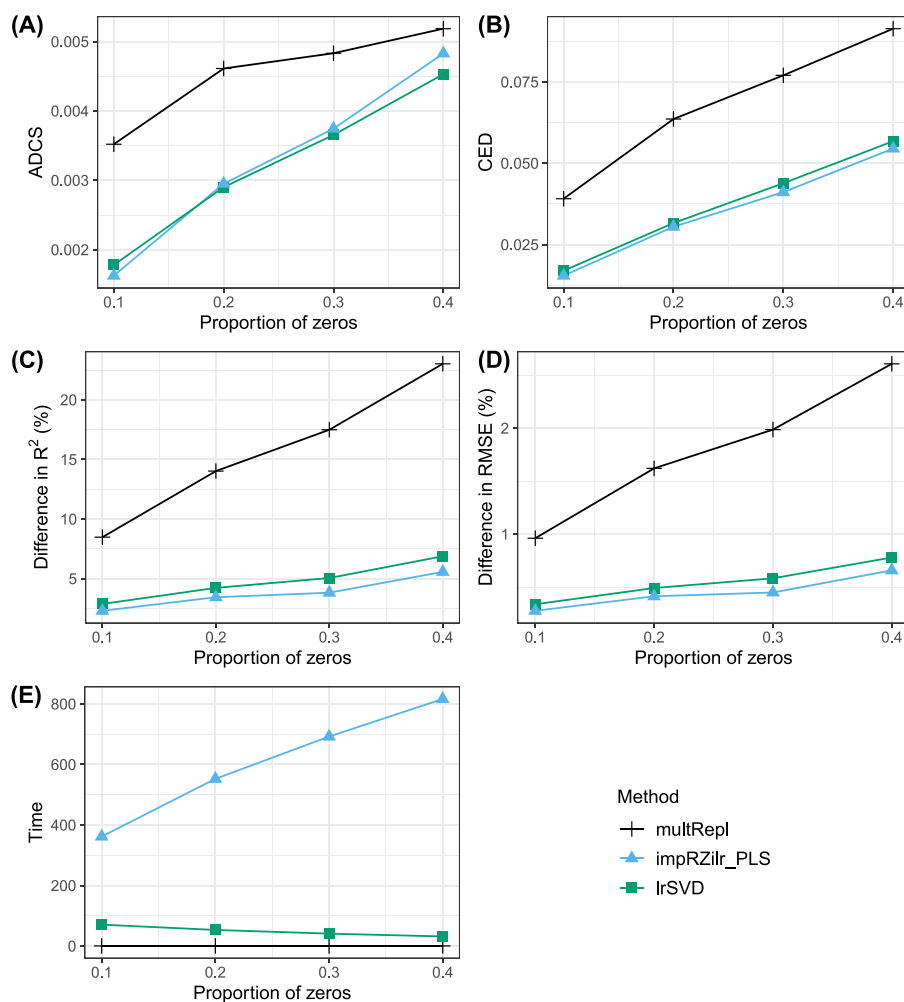 (A)
0.005
0.004
0.003
0.002
ADCS
0.1 0.2 0.3 0.4
Proportion of zeros
(B)
0.075
0.050
0.025
CED
0.1 0.2 0.3 0.4
Proportion of zeros
(C)
20
15
10
5
Difference in R² (%)
0.1 0.2 0.3 0.4
Proportion of zeros
(D)
2
1
Difference in RMSE (%)
0.1 0.2 0.3 0.4
Proportion of zeros
(E)
800
600
400
200
0
Time
0.1 0.2 0.3 0.4
Proportion of zeros
Method
multRepl
impRZilr_PLS
lrSVD